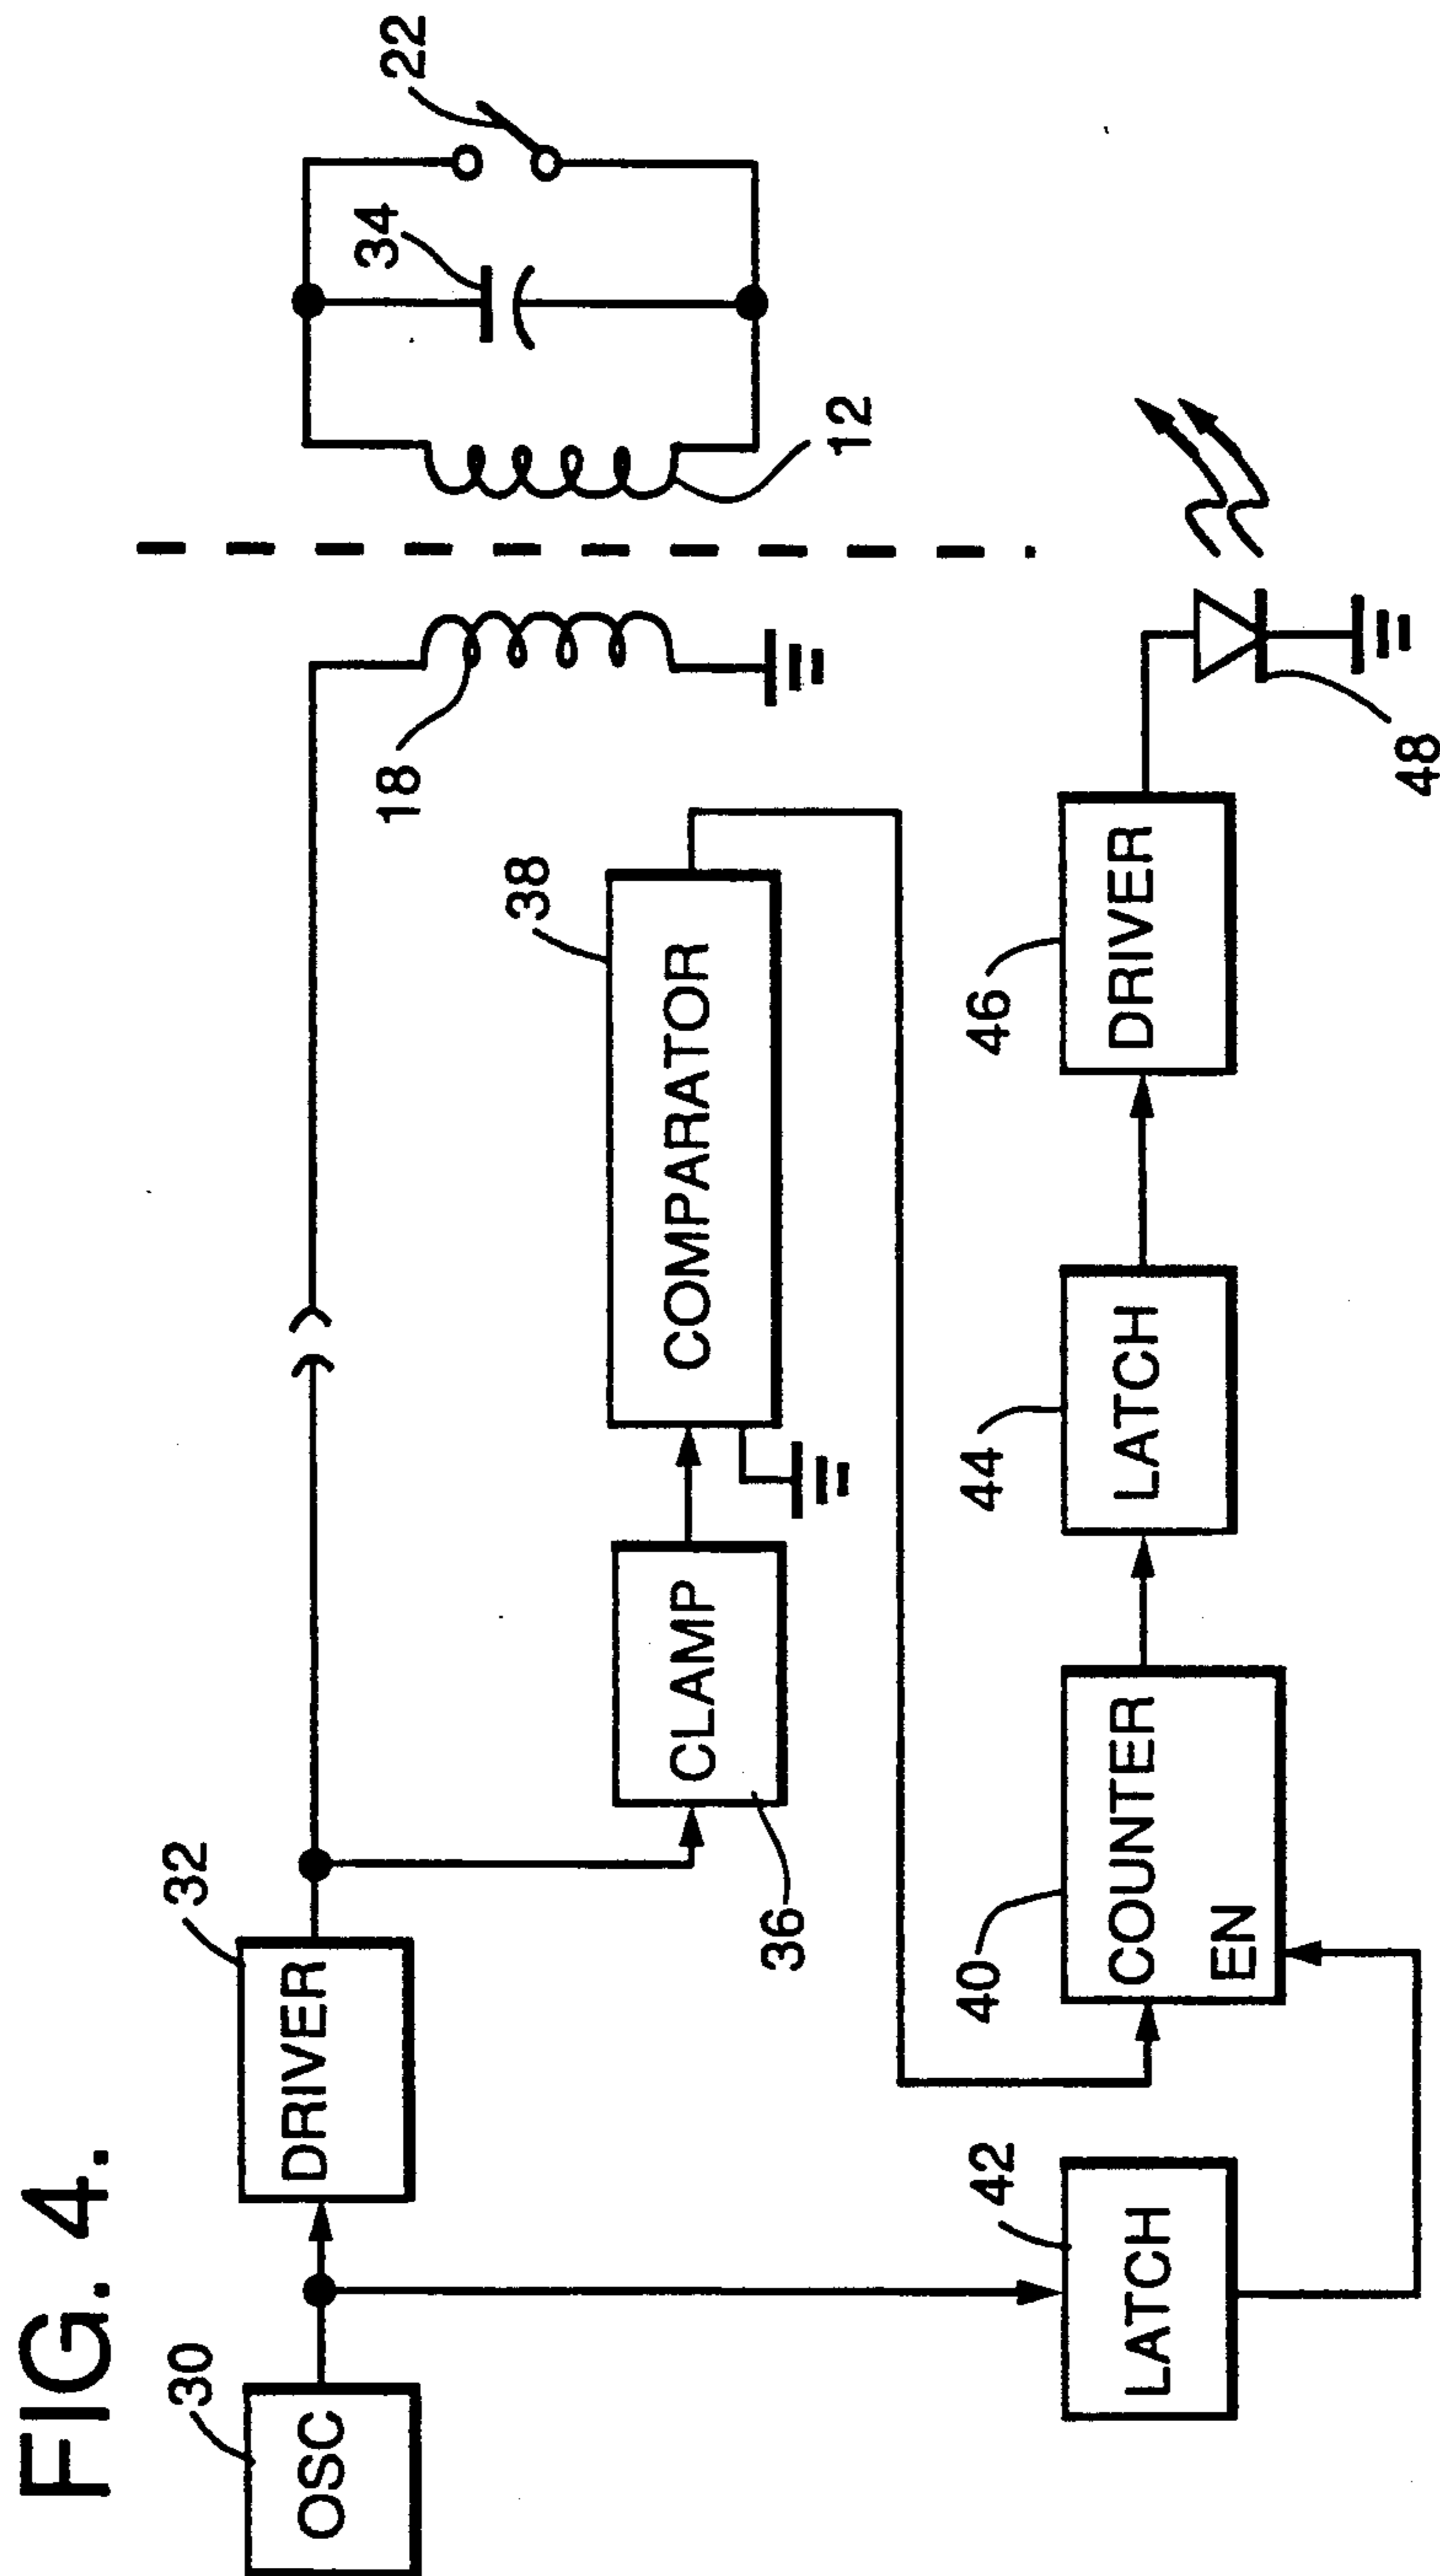 FIG. 4.
30
OSC
32
DRIVER
18
12
34
22
36
CLAMP
38
COMPARATOR
42
LATCH
40
COUNTER
EN
44
LATCH
46
DRIVER
48